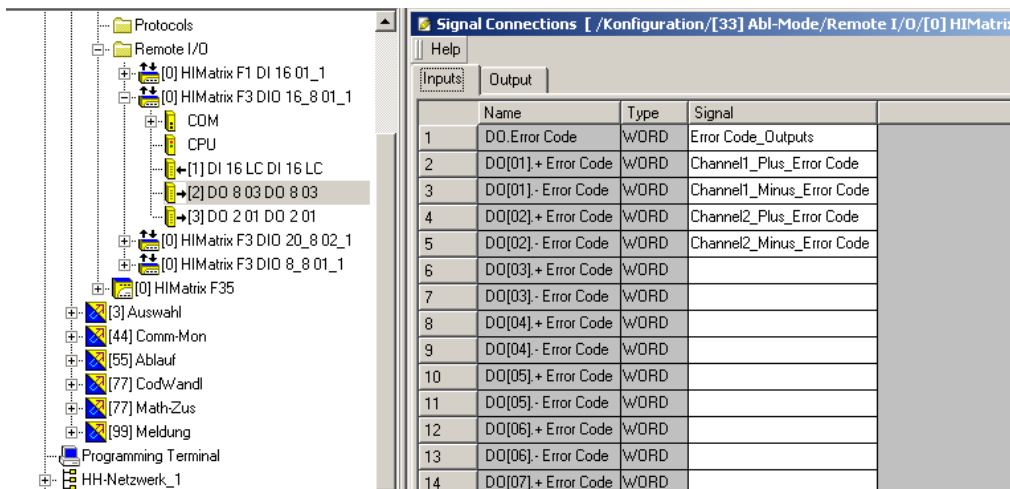 Protocols
Remote I/O
[0] HIMatrix F1 DI 16 01_1
[0] HIMatrix F3 DIO 16_8 01_1
COM
CPU
[1] DI 16 LC DI 16 LC
[2] DO 8 03 DO 8 03
[3] DO 2 01 DO 2 01
[0] HIMatrix F3 DIO 20_8 02_1
[0] HIMatrix F3 DIO 8_8 01_1
[0] HIMatrix F35
[3] Auswahl
[44] Comm-Mon
[55] Ablauf
[77] CodWandl
[77] Math-Zus
[99] Meldung
Programming Terminal
HH-Netzwerk_1
Signal Connections [ /Konfiguration/[33] Abl-Mode/Remote I/O/[0] HIMatrix
Help
Inputs Output
Name Type Signal
1 DO.Error Code WORD Error Code_Outputs
2 DO[01].+ Error Code WORD Channel1_Plus_Error Code
3 DO[01].- Error Code WORD Channel1_Minus_Error Code
4 DO[02].+ Error Code WORD Channel2_Plus_Error Code
5 DO[02].- Error Code WORD Channel2_Minus_Error Code
6 DO[03].+ Error Code WORD
7 DO[03].- Error Code WORD
8 DO[04].+ Error Code WORD
9 DO[04].- Error Code WORD
10 DO[05].+ Error Code WORD
11 DO[05].- Error Code WORD
12 DO[06].+ Error Code WORD
13 DO[06].- Error Code WORD
14 DO[07].+ Error Code WORD